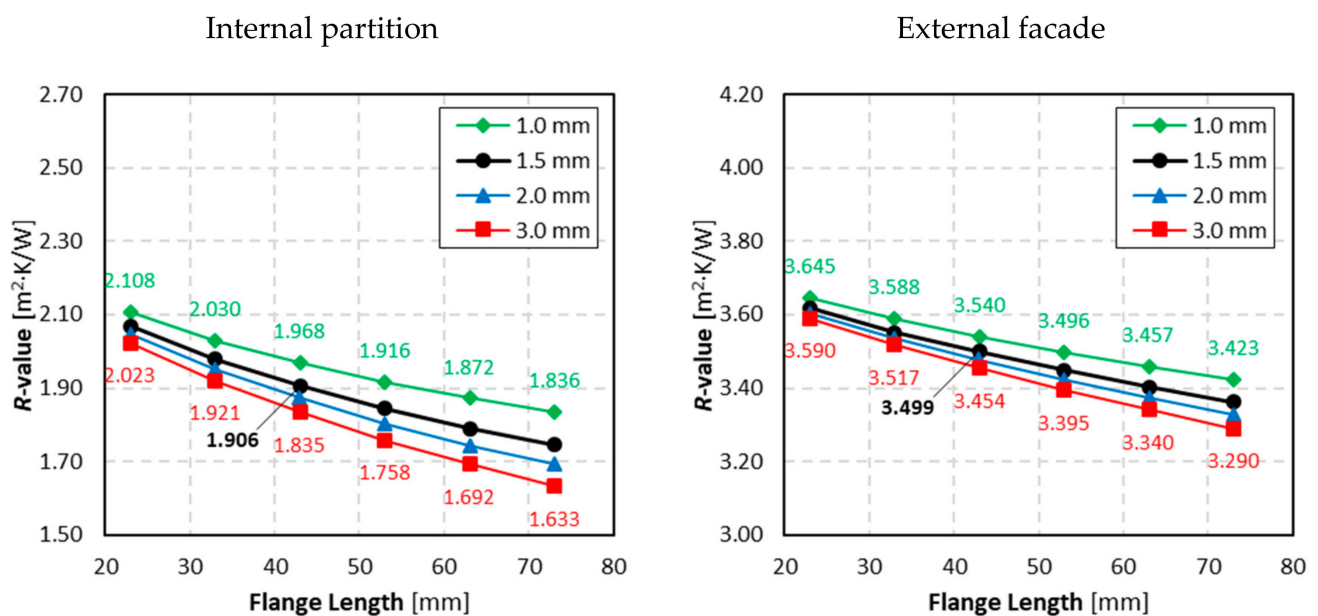 Internal partition
2.70
2.50
2.30
2.10
1.90
1.70
1.50
R-value [m²·K/W]
1.0 mm
1.5 mm
2.0 mm
3.0 mm
2.108
2.030
1.968
1.916
1.872
1.836
2.023
1.921
1.906
1.835
1.758
1.692
1.633
20 30 40 50 60 70 80
Flange Length [mm]
External facade
4.20
4.00
3.80
3.60
3.40
3.20
3.00
R-value [m²·K/W]
1.0 mm
1.5 mm
2.0 mm
3.0 mm
3.645
3.588
3.540
3.496
3.457
3.423
3.590
3.517
3.499
3.454
3.395
3.340
3.290
20 30 40 50 60 70 80
Flange Length [mm]